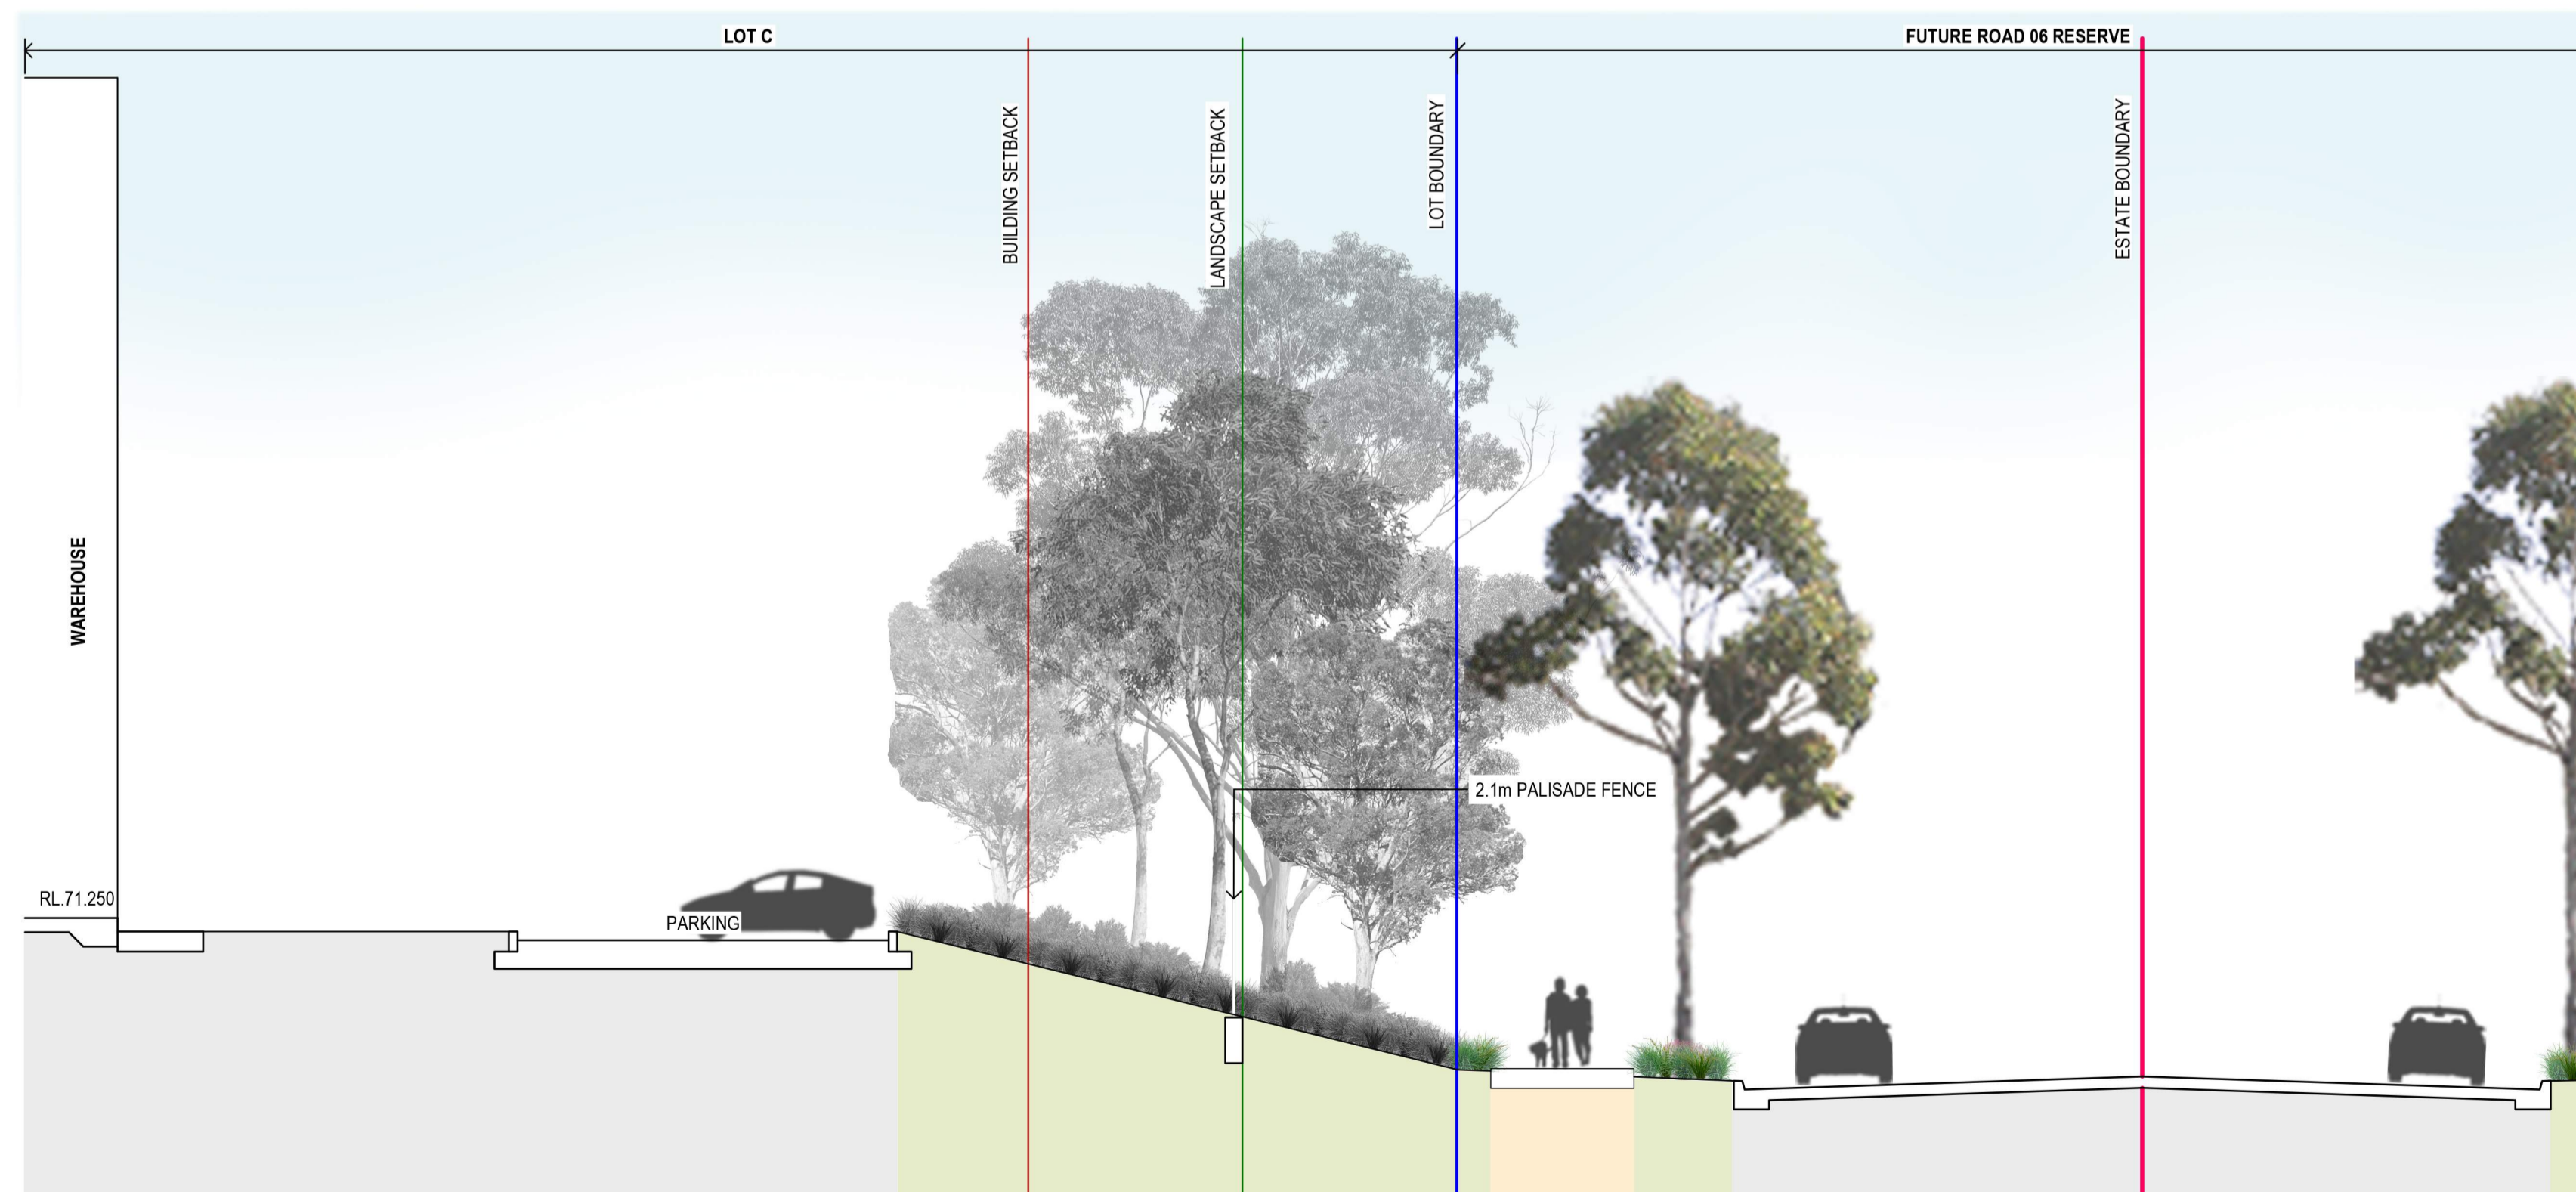 LOT C
FUTURE ROAD 06 RESERVE
BUILDING SETBACK
LANDSCAPE SETBACK
LOT BOUNDARY
ESTATE BOUNDARY
WAREHOUSE
2.1m PALISADE FENCE
RL.71.250
PARKING